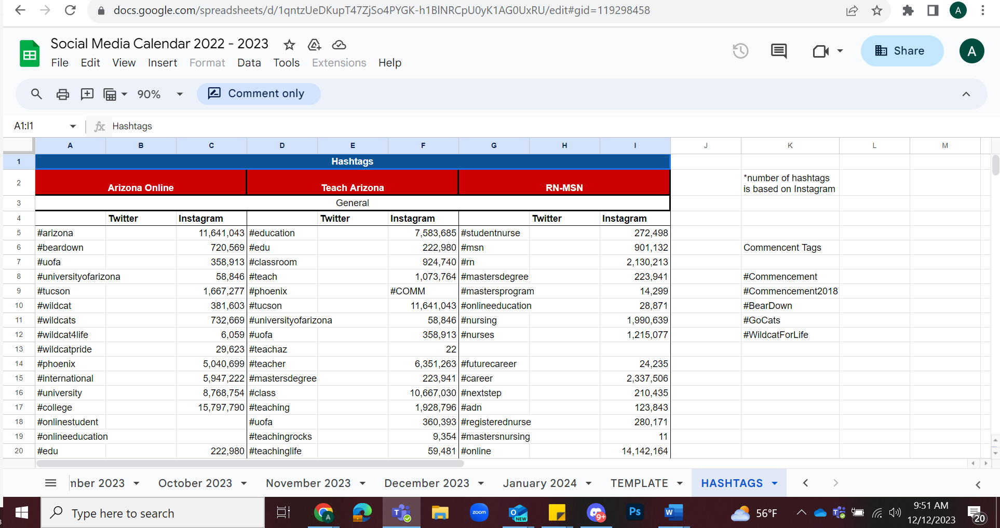 docs.google.com/spreadsheets/d/1qntzUeDKupT47ZjSo4PYGK-h1BlNRCpU0yK1AG0UxRU/edit#gid=119298458
A
Social Media Calendar 2022 - 2023
File Edit View Insert Format Data Tools Extensions Help
Share
A
90%
Comment only
A1:I1
fx Hashtags
A B C D E F G H I J K L M
1 Hashtags
2 Arizona Online Teach Arizona RN-MSN *number of hashtags
is based on Instagram
3 General
4 Twitter Instagram Twitter Instagram Twitter Instagram
5 #arizona 11,641,043 #education 7,583,685 #studentnurse 272,498
6 #beardown 720,569 #edu 222,980 #msn 901,132 Commencent Tags
7 #uofa 358,913 #classroom 924,740 #rn 2,130,213
8 #universityofarizona 58,846 #teach 1,073,764 #mastersdegree 223,941 #Commencement
9 #tucson 1,667,277 #phoenix #COMM #mastersprogram 14,299 #Commencement2018
10 #wildcat 381,603 #tucson 11,641,043 #onlineeducation 28,871 #BearDown
11 #wildcats 732,669 #universityofarizona 58,846 #nursing 1,990,639 #GoCats
12 #wildcat4life 6,059 #uofa 358,913 #nurses 1,215,077 #WildcatForLife
13 #wildcatpride 29,623 #teachaz 22
14 #phoenix 5,040,699 #teacher 6,351,263 #futurecareer 24,235
15 #international 5,947,222 #mastersdegree 223,941 #career 2,337,506
16 #university 8,768,754 #class 10,667,030 #nextstep 210,435
17 #college 15,797,790 #teaching 1,928,796 #adn 123,843
18 #onlinestudent #uofa 360,393 #registerednurse 280,171
19 #onlineeducation #teachingrocks 9,354 #mastersnursing 11
20 #edu 222,980 #teachinglife 59,481 #online 14,142,164
mber 2023 October 2023 November 2023 December 2023 January 2024 TEMPLATE HASHTAGS
Type here to search
A
T
zoom
O
NEW
9+
Ps
W
56°F
9:51 AM
12/12/2023
20